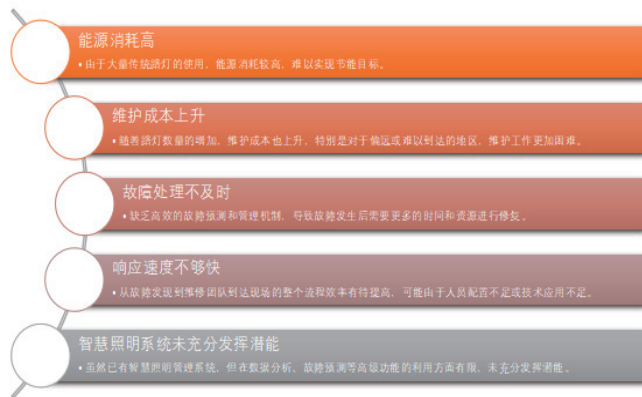 能源消耗高
• 由于大量传统路灯的使用，能源消耗较高，难以实现节能目标。
维护成本上升
• 随着路灯数量的增加，维护成本也上升，特别是对于偏远或难以到达的地区，维护工作更加困难。
故障处理不及时
• 缺乏高效的故障预测和管理机制，导致故障发生后需要更多的时间和资源进行修复。
响应速度不够快
• 从故障发现到维修团队到达现场的整个流程效率有待提高，可能由于人员配置不足或技术应用不足。
智慧照明系统未充分发挥潜能
• 虽然已有智慧照明管理系统，但在数据分析、故障预测等高级功能的利用方面有限，未充分发挥潜能。